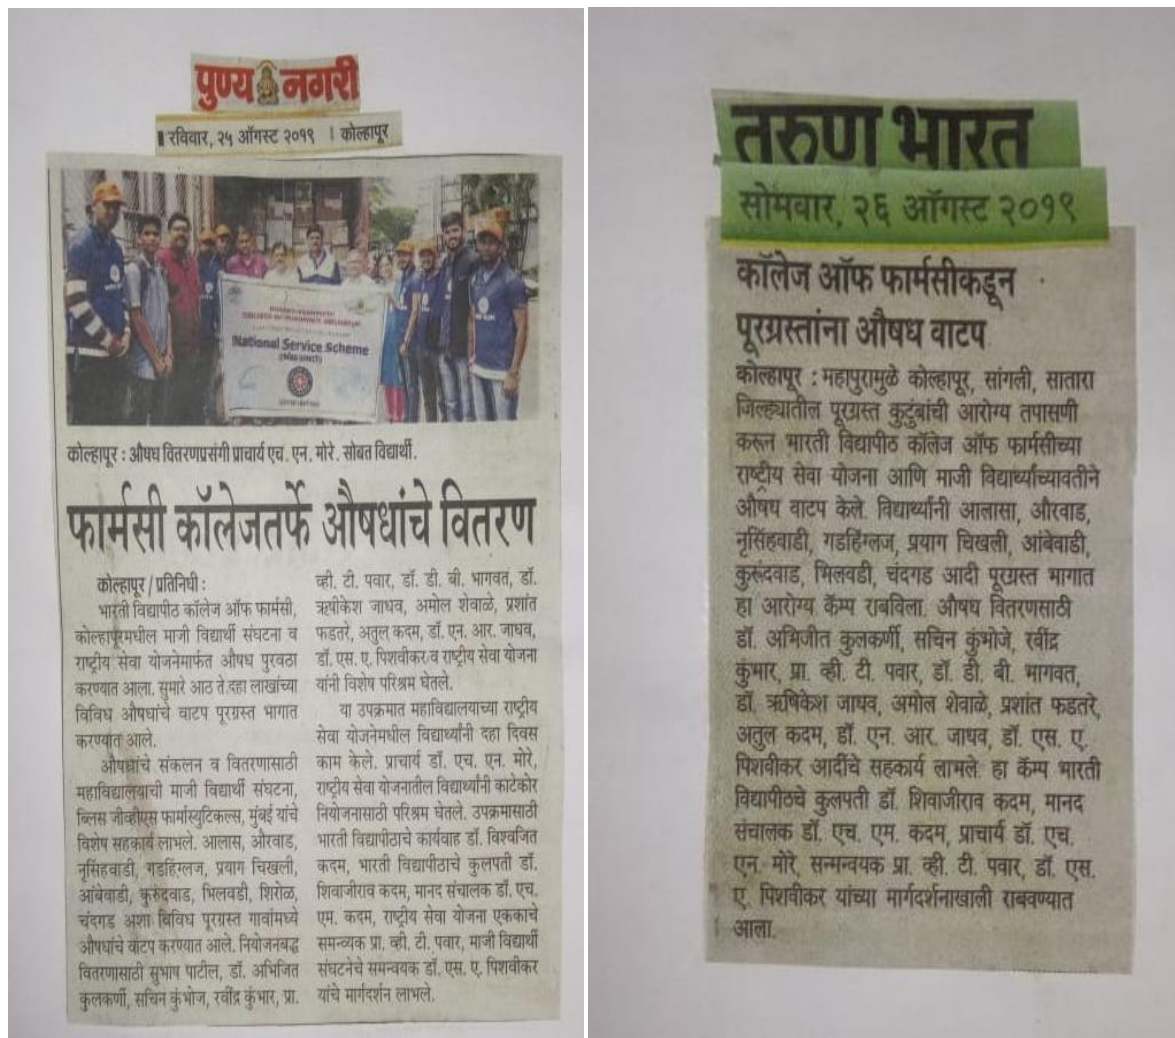 पुण्य नगरी
रविवार, २५ ऑगस्ट २०१९ | कोल्हापूर
National Service Scheme
कोल्हापूर : औषध वितरणप्रसंगी प्राचार्य एच. एन. मोरे. सोबत विद्यार्थी.
फार्मसी कॉलेजतर्फे औषधांचे वितरण
कोल्हापूर / प्रतिनिधी :
भारती विद्यापीठ कॉलेज ऑफ फार्मसी,
कोल्हापूरमधील माजी विद्यार्थी संघटना व
राष्ट्रीय सेवा योजनेमार्फत औषध पुरवठा
करण्यात आला. सुमारे आठ ते दहा लाखांच्या
विविध औषधांचे वाटप पूरग्रस्त भागात
करण्यात आले.
औषधांचे संकलन व वितरणासाठी
महाविद्यालयाची माजी विद्यार्थी संघटना,
ब्लिस जीव्हीएस फार्मास्युटिकल्स, मुंबई यांचे
विशेष सहकार्य लाभले. आलास, औरवाड,
नृसिंहवाडी, गडहिंग्लज, प्रयाग चिखली,
आंबेवाडी, कुरुंदवाड, भिलवडी, शिरोळ,
चंदगड अशा विविध पूरग्रस्त गावांमध्ये
औषधांचे वाटप करण्यात आले. नियोजनबद्ध
वितरणासाठी सुभाष पाटील, डॉ. अभिजित
कुलकर्णी, सचिन कुंभोज, रवींद्र कुंभार, प्रा.
व्ही. टी. पवार, डॉ. डी. बी. भागवत, डॉ.
ऋषीकेश जाधव, अमोल शेवाळे, प्रशांत
फडतरे, अतुल कदम, डॉ. एन. आर. जाधव,
डॉ. एस. ए. पिशवीकर व राष्ट्रीय सेवा योजना
यांनी विशेष परिश्रम घेतले.
या उपक्रमात महाविद्यालयाच्या राष्ट्रीय
सेवा योजनेमधील विद्यार्थ्यांनी दहा दिवस
काम केले. प्राचार्य डॉ. एच. एन. मोरे,
राष्ट्रीय सेवा योजनातील विद्यार्थ्यांनी काटेकोर
नियोजनासाठी परिश्रम घेतले. उपक्रमासाठी
भारती विद्यापीठाचे कार्यवाह डॉ. विश्वजित
कदम, भारती विद्यापीठाचे कुलपती डॉ.
शिवाजीराव कदम, मानद संचालक डॉ. एच.
एम. कदम, राष्ट्रीय सेवा योजना एककाचे
समन्व्यक प्रा. व्ही. टी. पवार, माजी विद्यार्थी
संघटनेचे समन्वयक डॉ. एस. ए. पिशवीकर
यांचे मार्गदर्शन लाभले.
तरुण भारत
सोमवार, २६ ऑगस्ट २०१९
कॉलेज ऑफ फार्मसीकडून
पूरग्रस्तांना औषध वाटप
कोल्हापूर : महापुरामुळे कोल्हापूर, सांगली, सातारा
जिल्ह्यातील पूरग्रस्त कुटुंबांची आरोग्य तपासणी
करून भारती विद्यापीठ कॉलेज ऑफ फार्मसीच्या
राष्ट्रीय सेवा योजना आणि माजी विद्यार्थ्यांच्यावतीने
औषध वाटप केले. विद्यार्थ्यांनी आलासा, औरवाड,
नृसिंहवाडी, गडहिंग्लज, प्रयाग चिखली, आंबेवाडी,
कुरुंदवाड, भिलवडी, चंदगड आदी पूरग्रस्त भागात
हा आरोग्य कॅम्प राबविला. औषध वितरणसाठी
डॉ. अभिजीत कुलकर्णी, सचिन कुंभोजे, रवींद्र
कुंभार, प्रा. व्ही. टी. पवार, डॉ. डी. बी. भागवत,
डॉ. ऋषिकेश जाधव, अमोल शेवाळे, प्रशांत फडतरे,
अतुल कदम, डॉ. एन. आर. जाधव, डॉ. एस. ए.
पिशवीकर आदींचे सहकार्य लाभले. हा कॅम्प भारती
विद्यापीठचे कुलपती डॉ. शिवाजीराव कदम, मानद
संचालक डॉ. एच. एम. कदम, प्राचार्य डॉ. एच.
एन. मोरे, सन्मन्वयक प्रा. व्ही. टी. पवार, डॉ. एस.
ए. पिशवीकर यांच्या मार्गदर्शनाखाली राबवण्यात
आला.